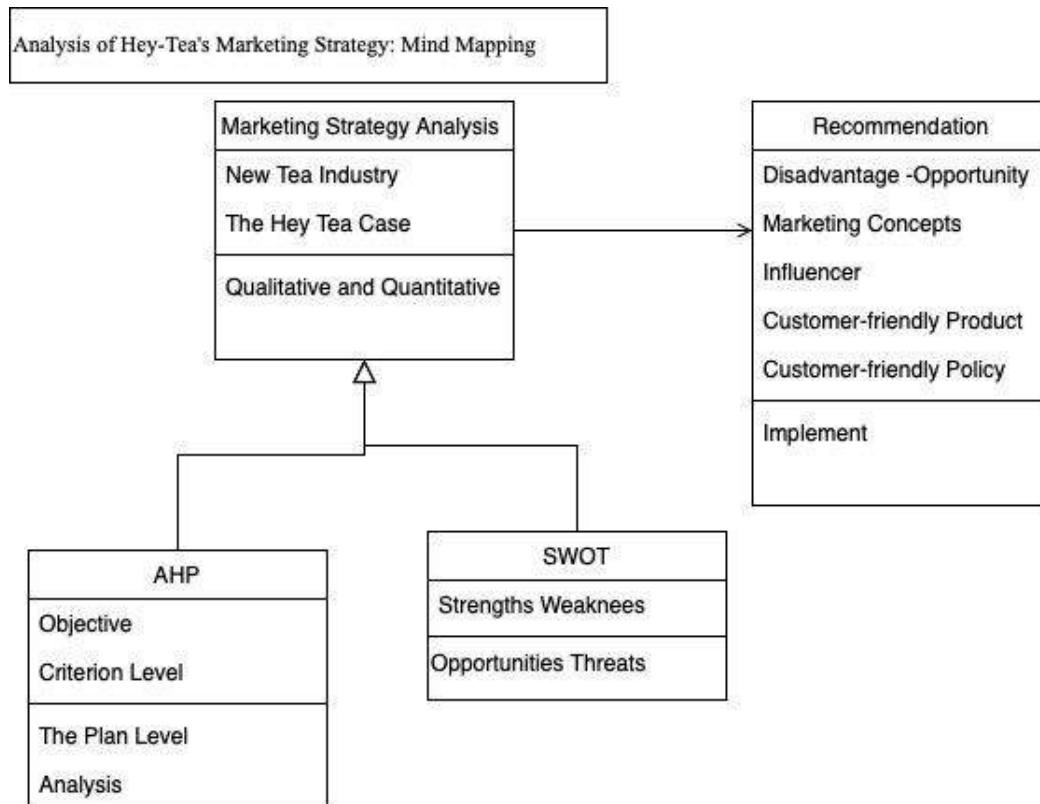 Analysis of Hey-Tea's Marketing Strategy: Mind Mapping
Marketing Strategy Analysis
New Tea Industry
The Hey Tea Case
Qualitative and Quantitative
Recommendation
Disadvantage -Opportunity
Marketing Concepts
Influencer
Customer-friendly Product
Customer-friendly Policy
Implement
AHP
Objective
Criterion Level
The Plan Level
Analysis
SWOT
Strengths Weaknees
Opportunities Threats